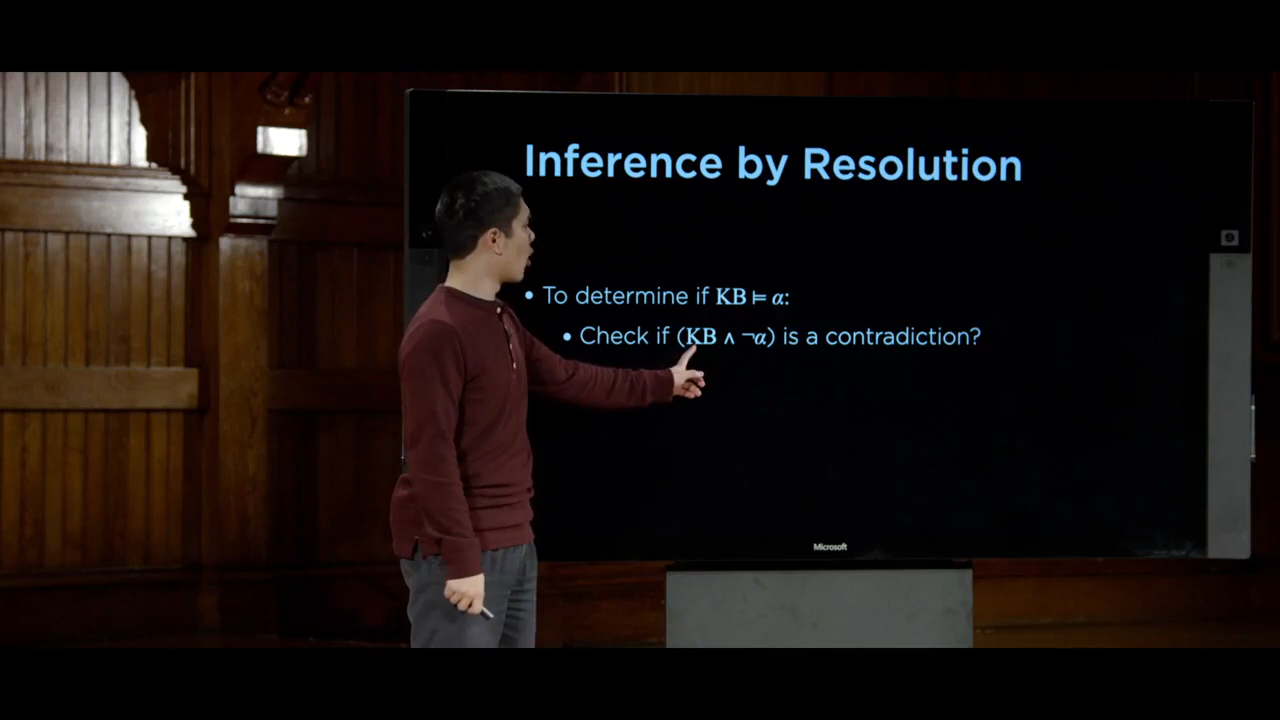 Inference by Resolution
• To determine if KB ⊨ α:
• Check if (KB ∧ ¬α) is a contradiction?
Microsoft